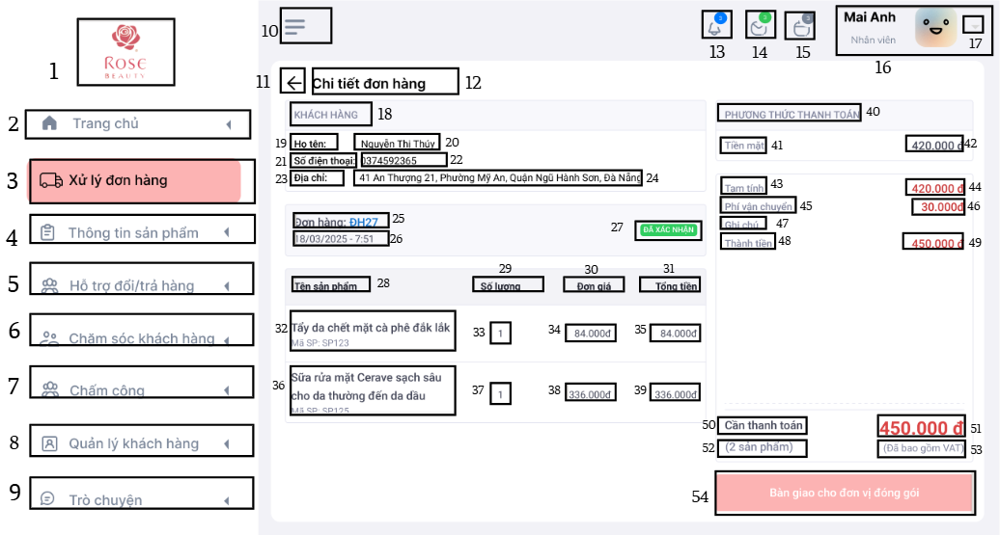 1
ROSE
BEAUTY
2 Trang chủ
3 Xử lý đơn hàng
4 Thông tin sản phẩm
5 Hỗ trợ đổi/trả hàng
6 Chăm sóc khách hàng
7 Chấm công
8 Quản lý khách hàng
9 Trò chuyện
10
3 3 3
13 14 15
Mai Anh
Nhân viên
16 17
11 Chi tiết đơn hàng 12
KHÁCH HÀNG 18
19 Họ tên: Nguyễn Thị Thúy 20
21 Số điện thoại: 0374592365 22
23 Địa chỉ: 41 An Thượng 21, Phường Mỹ An, Quận Ngũ Hành Sơn, Đà Nẵng 24
Đơn hàng: ĐH27 25
18/03/2025 - 7:51 26
27 ĐÃ XÁC NHẬN
29 30 31
Tên sản phẩm 28 Số lượng Đơn giá Tổng tiền
32 Tẩy da chết mặt cà phê đắk lắk 33 1 34 84.000đ 35 84.000đ
Mã SP: SP123
36 Sữa rửa mặt Cerave sạch sâu
cho da thường đến da dầu 37 1 38 336.000đ 39 336.000đ
Mã SP: SP125
PHƯƠNG THỨC THANH TOÁN 40
Tiền mặt 41 420.000 đ 42
Tạm tính 43 420.000 đ 44
Phí vận chuyển 45 30.000đ 46
Ghi chú 47
Thành tiền 48 450.000 đ 49
50 Cần thanh toán 450.000 đ 51
52 (2 sản phẩm) (Đã bao gồm VAT) 53
54 Bàn giao cho đơn vị đóng gói